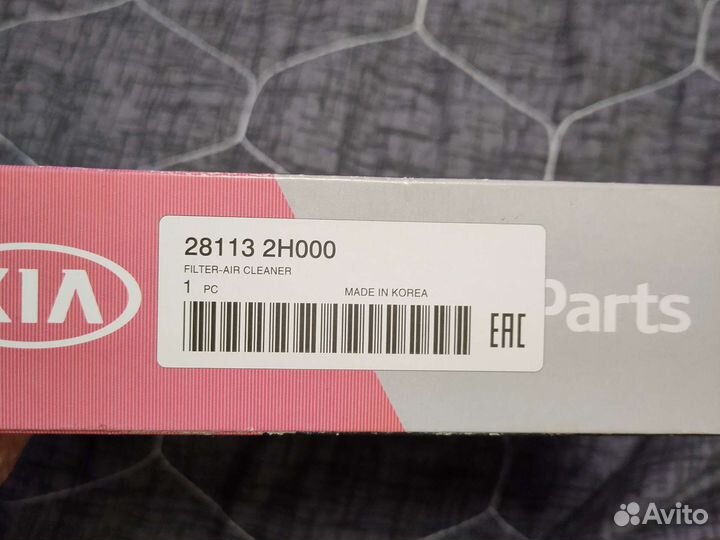 28113 2H000
FILTER-AIR CLEANER
1 PC MADE IN KOREA
KIA
EAC
Parts
Avito